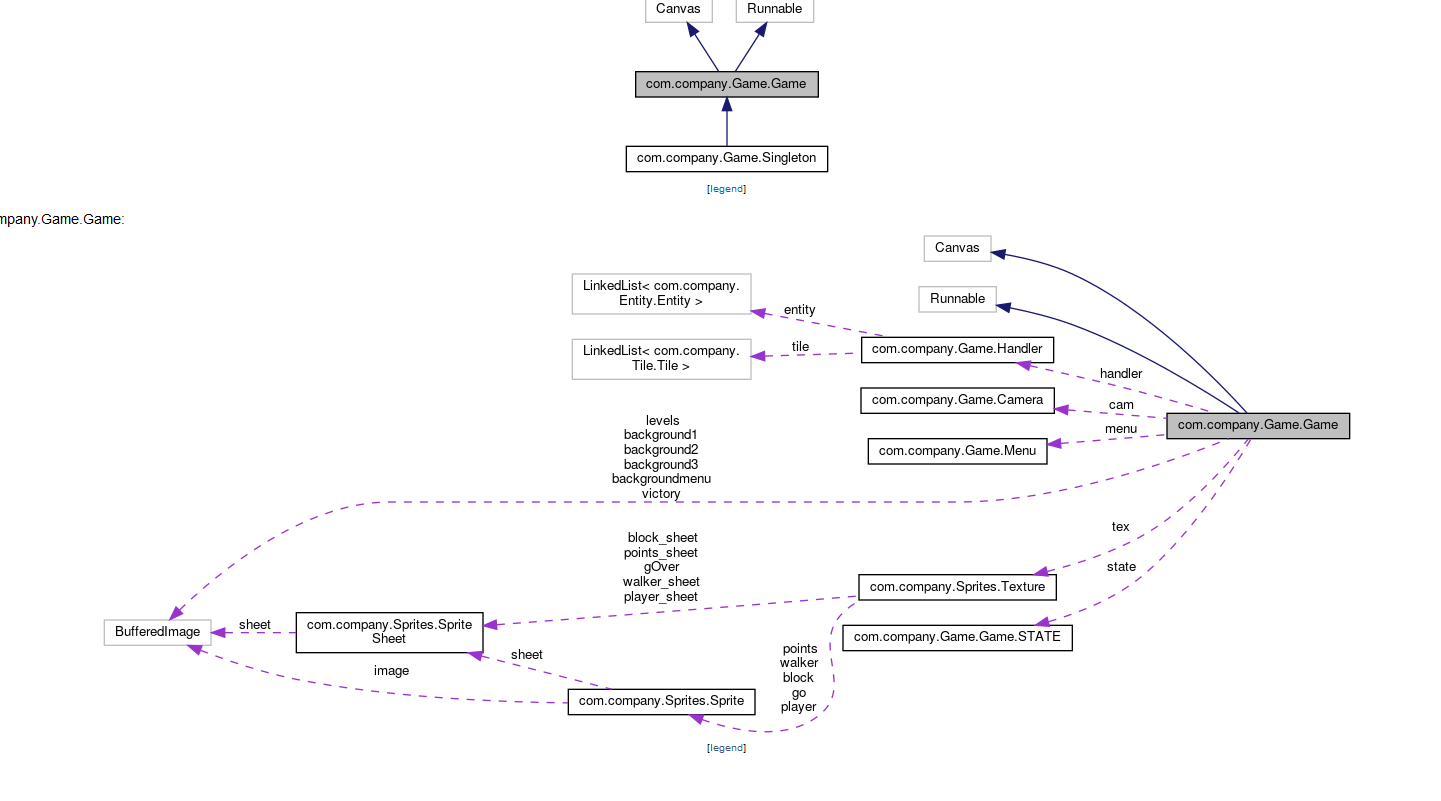 Canvas
Runnable
com.company.Game.Game
com.company.Game.Singleton
[legend]
mpany.Game.Game:
Canvas
LinkedList< com.company.
Entity.Entity >
Runnable
entity
LinkedList< com.company.
Tile.Tile >
tile
com.company.Game.Handler
handler
com.company.Game.Camera
cam
com.company.Game.Game
menu
com.company.Game.Menu
levels
background1
background2
background3
backgroundmenu
victory
tex
block_sheet
points_sheet
gOver
walker_sheet
player_sheet
state
com.company.Sprites.Texture
BufferedImage
sheet
com.company.Sprites.Sprite
Sheet
com.company.Game.Game.STATE
sheet
image
points
walker
block
go
player
com.company.Sprites.Sprite
[legend]